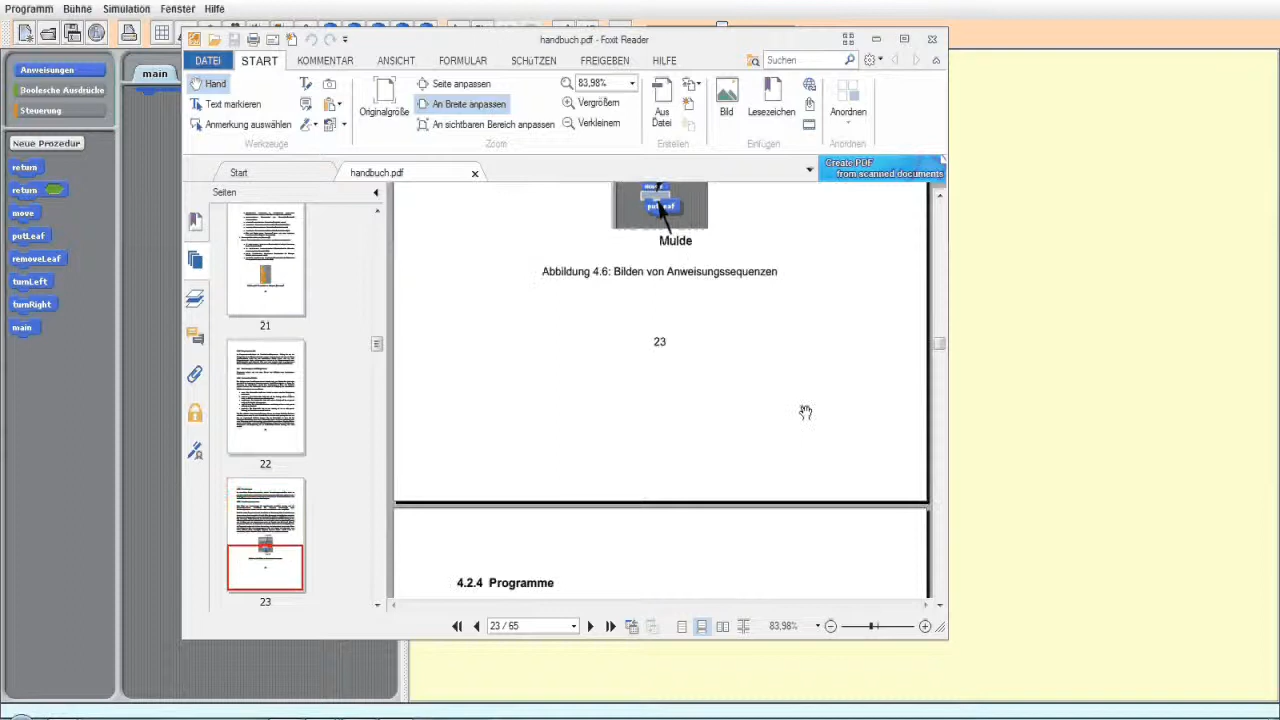 Programm Bühne Simulation Fenster Hilfe
handbuch.pdf - Foxit Reader
DATEI START KOMMENTAR ANSICHT FORMULAR SCHÜTZEN FREIGEBEN HILFE Suchen
Hand
Text markieren
Anmerkung auswählen
Werkzeuge
Originalgröße
Seite anpassen
An Breite anpassen
An sichtbaren Bereich anpassen
83,98%
Vergrößern
Verkleinern
Zoom
Aus Datei
Erstellen
Bild
Lesezeichen
Einfügen
Anordnen
Anordnen
Start
handbuch.pdf
Create PDF
from scanned documents
Anweisungen
Boolesche Ausdrücke
Steuerung
Neue Prozedur
return
return
move
putLeaf
removeLeaf
turnLeft
turnRight
main
main
Seiten
21
22
23
Mulde
Abbildung 4.6: Bilden von Anweisungssequenzen
23
4.2.4 Programme
23 / 65
83,98%